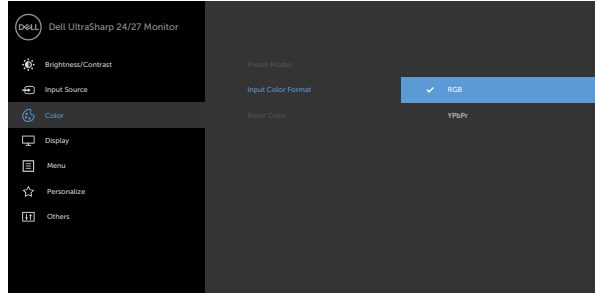 DELL Dell UltraSharp 24/27 Monitor
Brightness/Contrast
Input Source
Color
Display
Menu
Personalize
Others
Preset Modes
Input Color Format
Reset Color
RGB
YPbPr